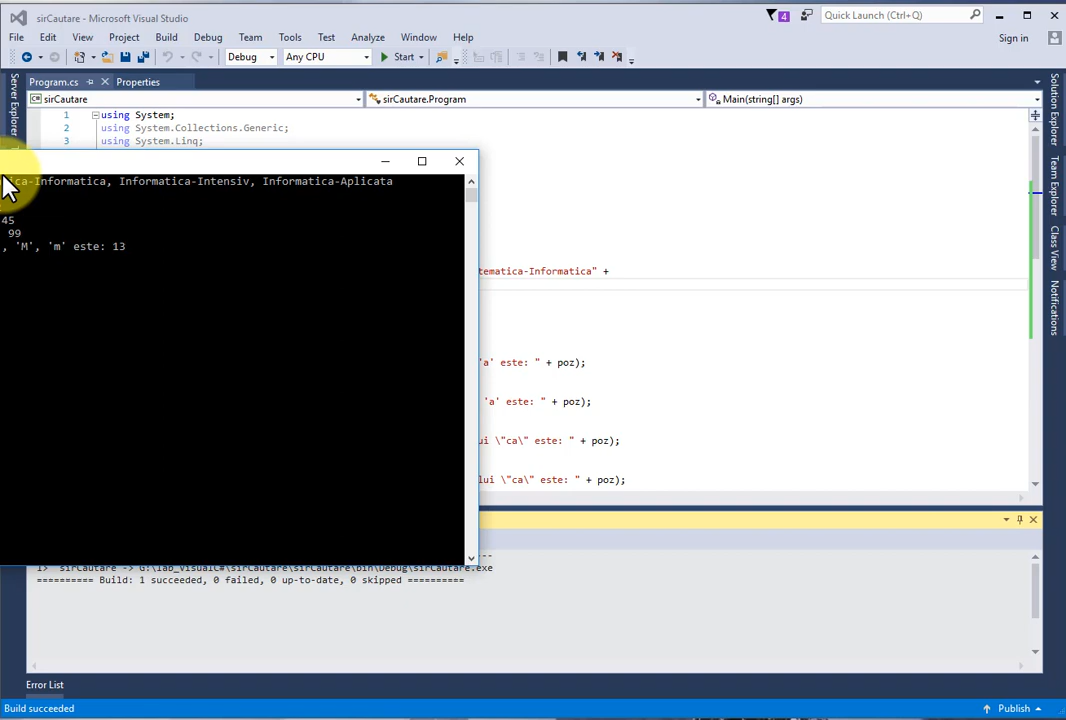 sirCautare - Microsoft Visual Studio
4
Quick Launch (Ctrl+Q)
File Edit View Project Build Debug Team Tools Test Analyze Window Help
Sign in
Debug
Any CPU
Start
Program.cs
Properties
sirCautare
sirCautare.Program
Main(string[] args)
Server Explorer
1 using System;
2 using System.Collections.Generic;
3 using System.Linq;
-Informatica, Informatica-Intensiv, Informatica-Aplicata
45
99
, 'M', 'm' este: 13
tematica-Informatica" +
'a' este: " + poz);
'a' este: " + poz);
ui \"ca\" este: " + poz);
lui \"ca\" este: " + poz);
Solution Explorer
Team Explorer
Class View
Notifications
1> sirCautare -> G:\lab_VisualC#\sirCautare\sirCautare\bin\Debug\sirCautare.exe
========== Build: 1 succeeded, 0 failed, 0 up-to-date, 0 skipped ==========
Error List
Build succeeded
Publish